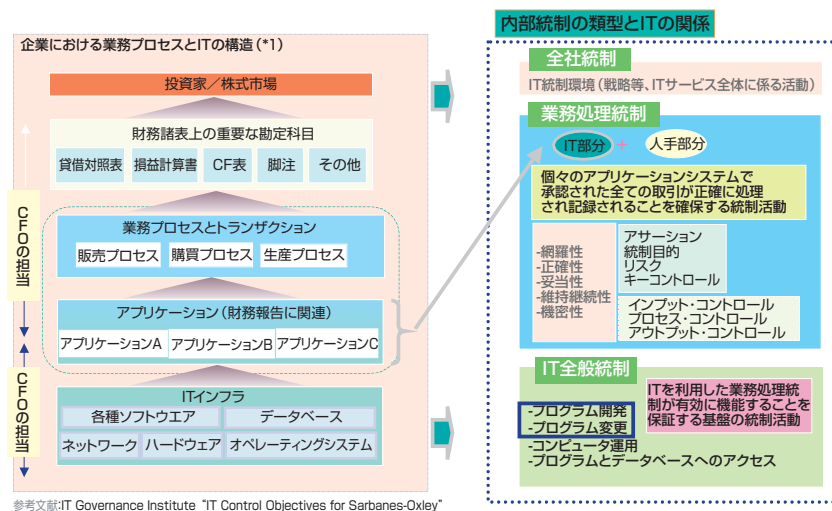 企業における業務プロセスとITの構造(*1)
投資家／株式市場
財務諸表上の重要な勘定科目
貸借対照表
損益計算書
CF表
脚注
その他
業務プロセスとトランザクション
販売プロセス
購買プロセス
生産プロセス
アプリケーション(財務報告に関連)
アプリケーションA
アプリケーションB
アプリケーションC
ITインフラ
各種ソフトウエア
データベース
ネットワーク
ハードウェア
オペレーティングシステム
CFOの担当
CFOの担当
参考文献:IT Governance Institute “IT Control Objectives for Sarbanes-Oxley”
内部統制の類型とITの関係
全社統制
IT統制環境(戦略等、ITサービス全体に係る活動)
業務処理統制
IT部分
+
人手部分
個々のアプリケーションシステムで
承認された全ての取引が正確に処理
され記録されることを確保する統制活動
-網羅性
-正確性
-妥当性
-維持継続性
-機密性
アサーション
統制目的
リスク
キーコントロール
インプット・コントロール
プロセス・コントロール
アウトプット・コントロール
IT全般統制
-プログラム開発
-プログラム変更
-コンピュータ運用
-プログラムとデータベースへのアクセス
ITを利用した業務処理統
制が有効に機能することを
保証する基盤の統制活動